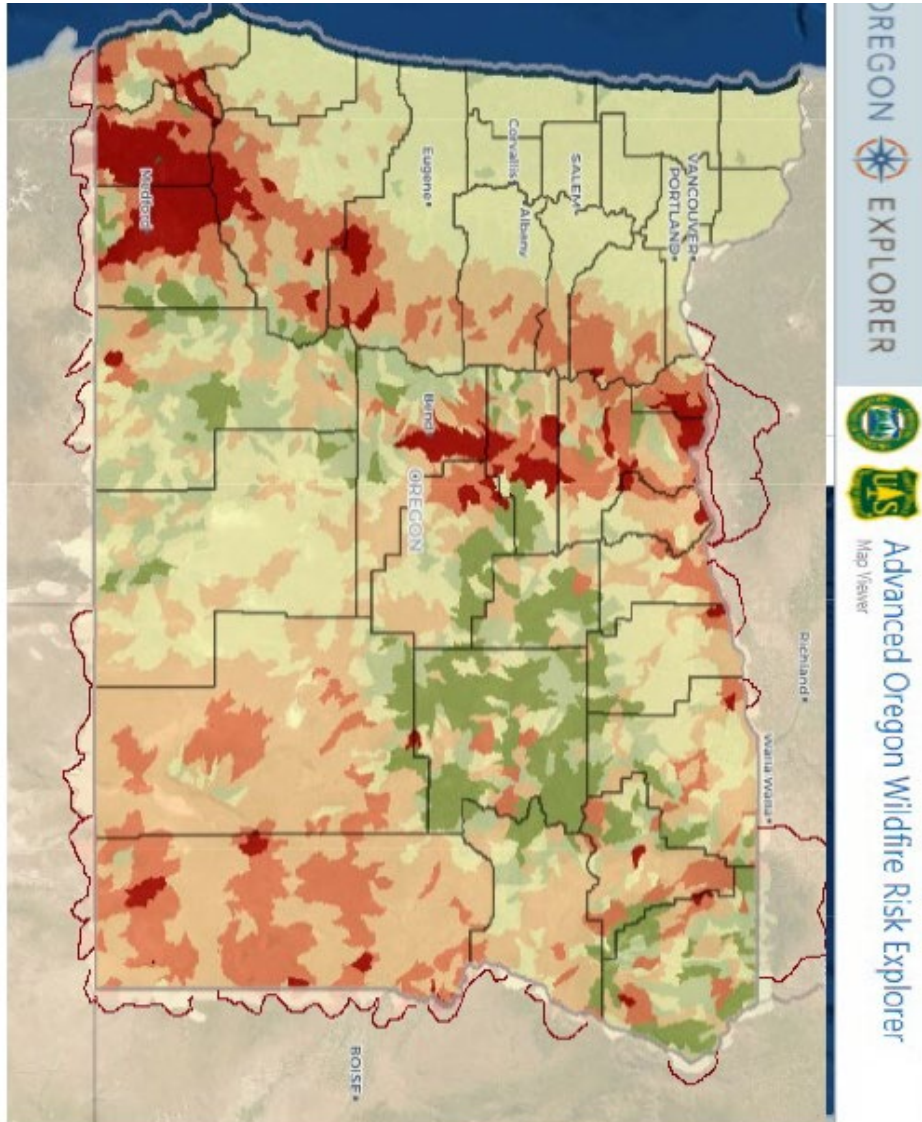 OREGON EXPLORER
UAS
Advanced Oregon Wildfire Risk Explorer
Map Viewer
Richland
Walla Walla
VANCOUVER
PORTLAND
SALEM
Albany
Corvallis
Eugene
Bend
OREGON
Medford
BOISE